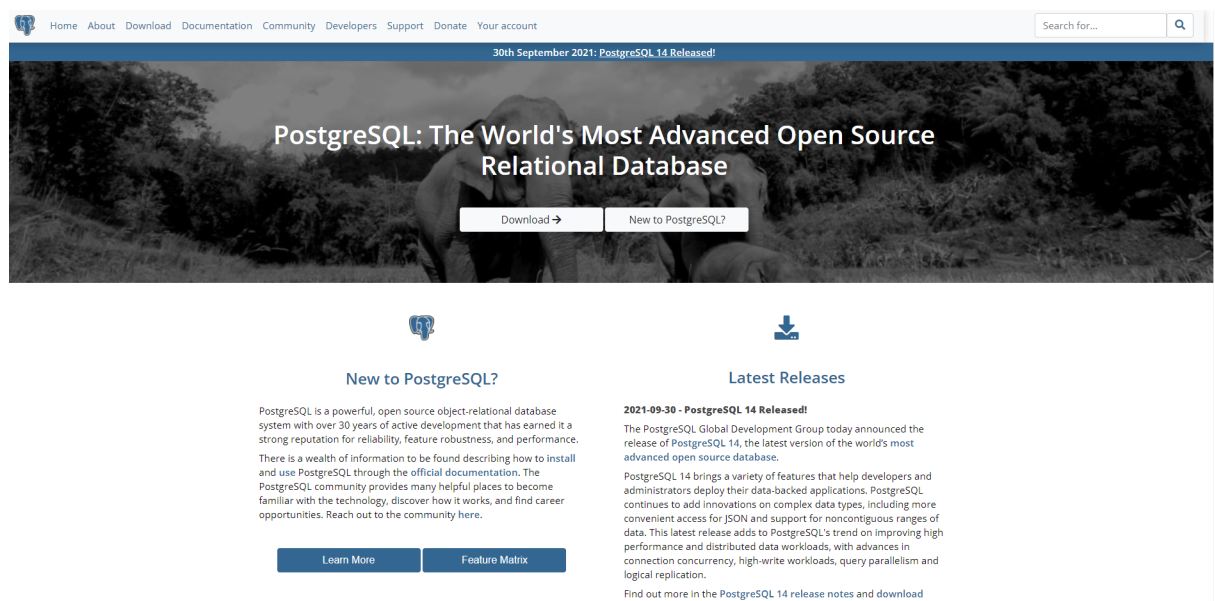 Home About Download Documentation Community Developers Support Donate Your account
Search for...
30th September 2021: PostgreSQL 14 Released!
PostgreSQL: The World's Most Advanced Open Source
Relational Database
Download
New to PostgreSQL?
New to PostgreSQL?
PostgreSQL is a powerful, open source object-relational database
system with over 30 years of active development that has earned it a
strong reputation for reliability, feature robustness, and performance.
There is a wealth of information to be found describing how to install
and use PostgreSQL through the official documentation. The
PostgreSQL community provides many helpful places to become
familiar with the technology, discover how it works, and find career
opportunities. Reach out to the community here.
Learn More
Feature Matrix
Latest Releases
2021-09-30 - PostgreSQL 14 Released!
The PostgreSQL Global Development Group today announced the
release of PostgreSQL 14, the latest version of the world's most
advanced open source database.
PostgreSQL 14 brings a variety of features that help developers and
administrators deploy their data-backed applications. PostgreSQL
continues to add innovations on complex data types, including more
convenient access for JSON and support for noncontiguous ranges of
data. This latest release adds to PostgreSQL's trend on improving high
performance and distributed data workloads, with advances in
connection concurrency, high-write workloads, query parallelism and
logical replication.
Find out more in the PostgreSQL 14 release notes and download